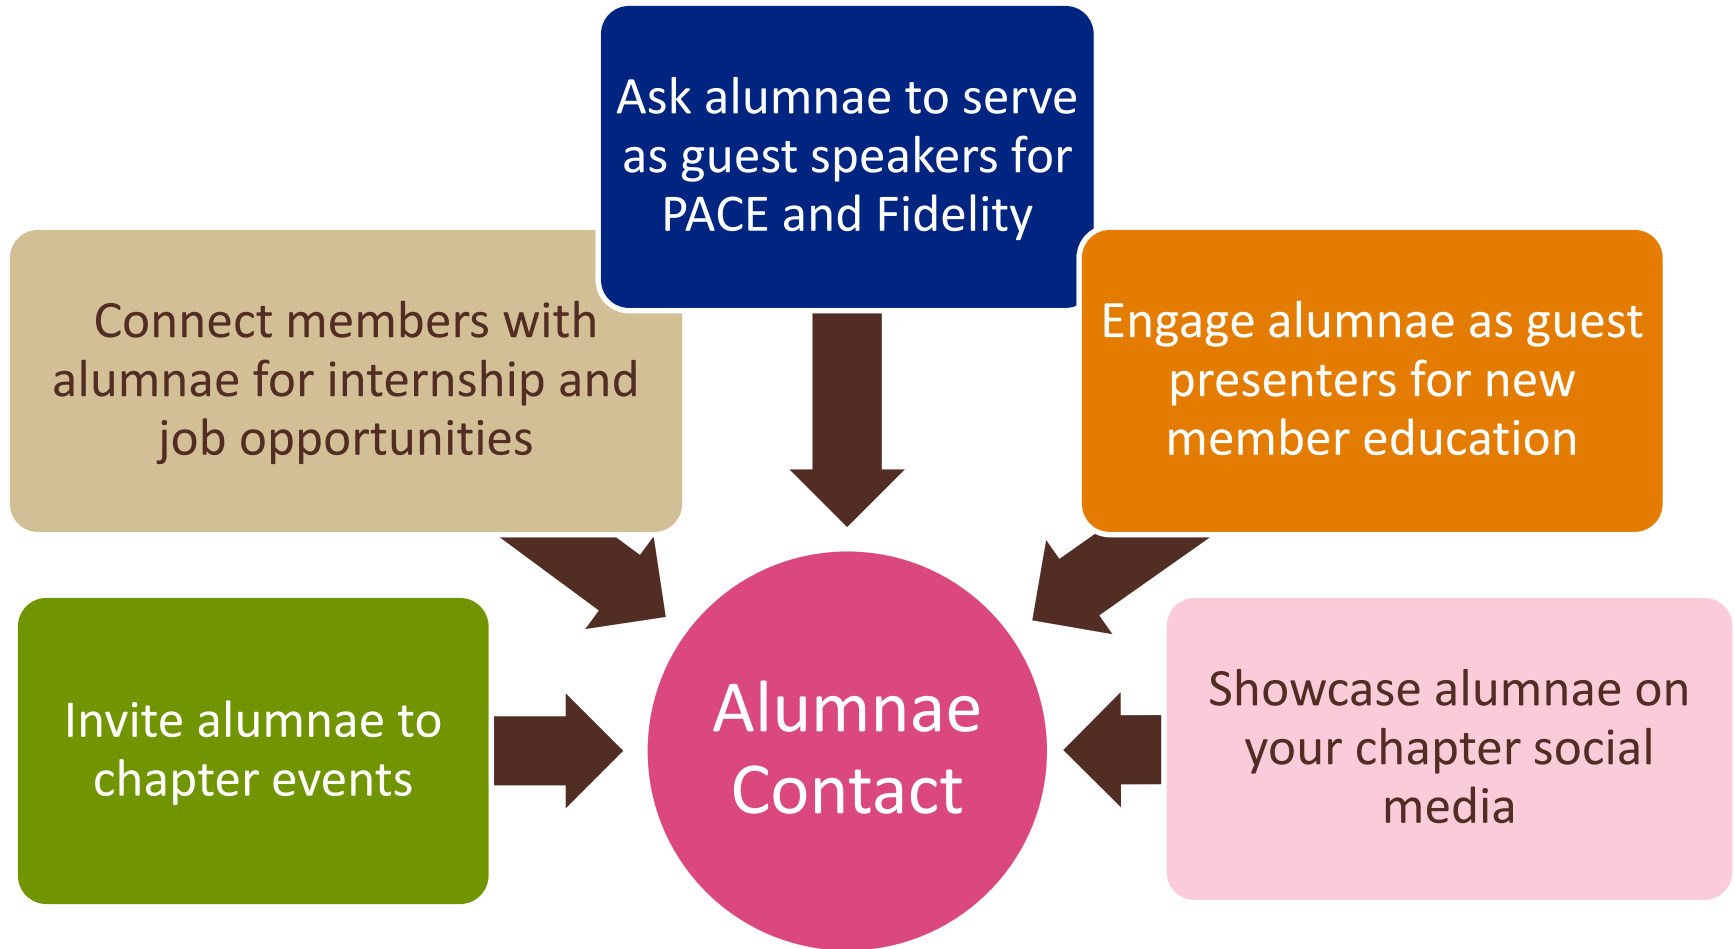 Ask alumnae to serve
as guest speakers for
PACE and Fidelity
Connect members with
alumnae for internship and
job opportunities
Engage alumnae as guest
presenters for new
member education
Invite alumnae to
chapter events
Alumnae
Contact
Showcase alumnae on
your chapter social
media